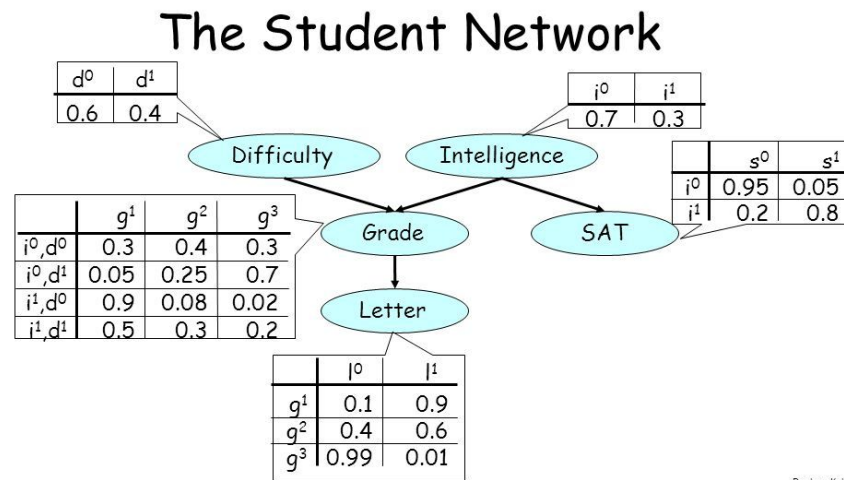 The Student Network
d⁰ d¹
0.6 0.4
i⁰ i¹
0.7 0.3
Difficulty
Intelligence
s⁰ s¹
i⁰ 0.95 0.05
i¹ 0.2 0.8
g¹ g² g³
i⁰,d⁰ 0.3 0.4 0.3
i⁰,d¹ 0.05 0.25 0.7
i¹,d⁰ 0.9 0.08 0.02
i¹,d¹ 0.5 0.3 0.2
Grade
SAT
Letter
l⁰ l¹
g¹ 0.1 0.9
g² 0.4 0.6
g³ 0.99 0.01